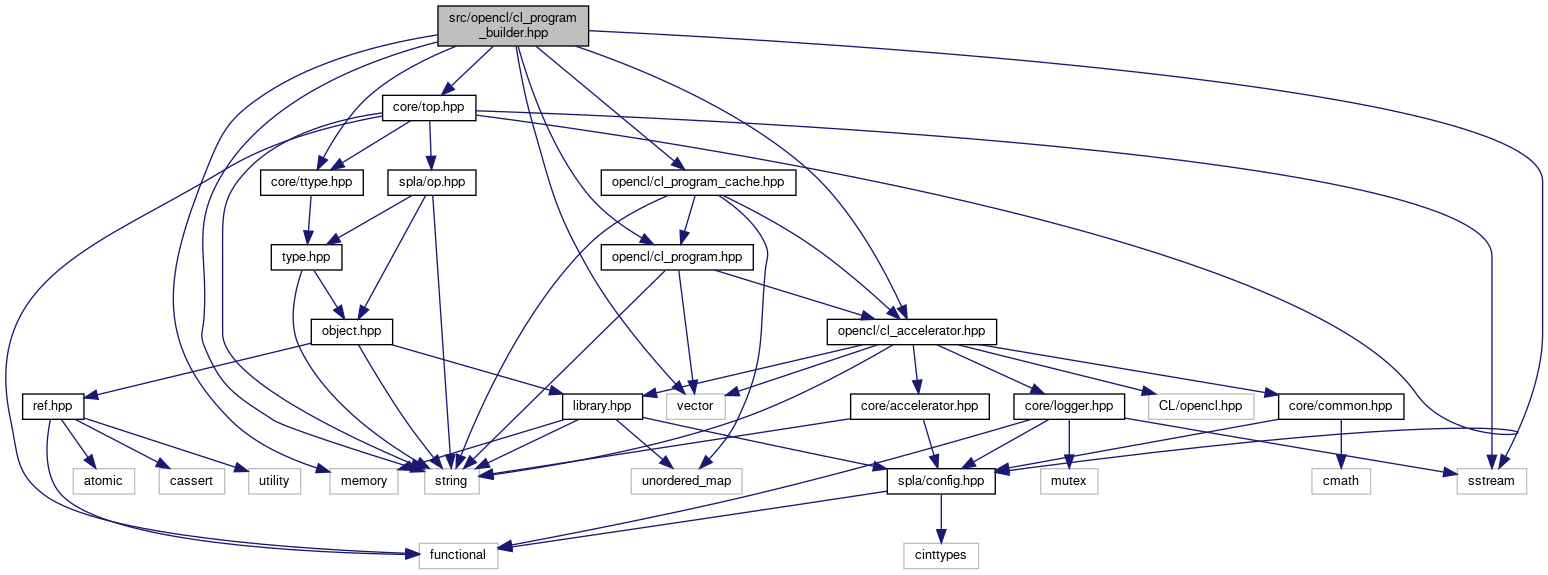 src/opencl/cl_program
_builder.hpp
core/top.hpp
core/ttype.hpp
spla/op.hpp
opencl/cl_program_cache.hpp
type.hpp
opencl/cl_program.hpp
object.hpp
opencl/cl_accelerator.hpp
ref.hpp
library.hpp
vector
core/accelerator.hpp
core/logger.hpp
CL/opencl.hpp
core/common.hpp
atomic
cassert
utility
memory
string
unordered_map
spla/config.hpp
mutex
cmath
sstream
functional
cinttypes